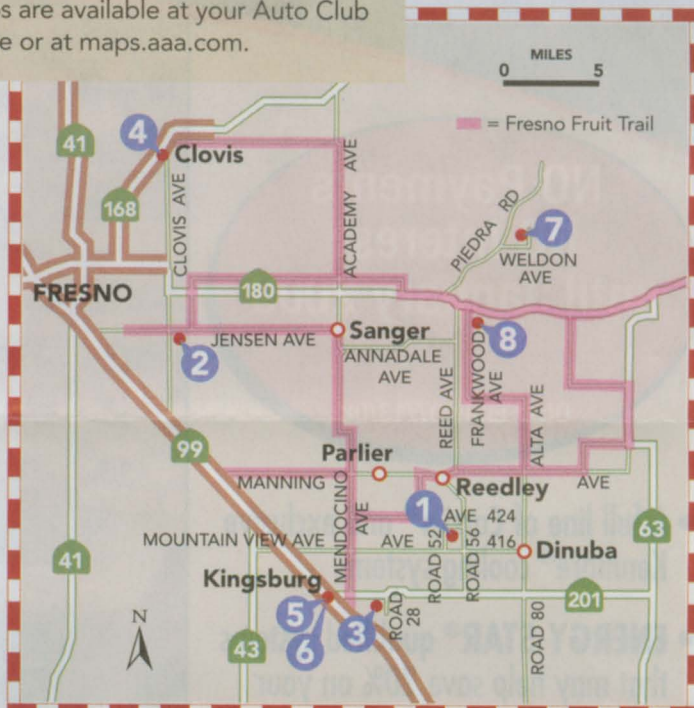 s are available at your Auto Club
e or at maps.aaa.com.
MILES
0 5
= Fresno Fruit Trail
41
4
Clovis
168
CLOVIS AVE
ACADEMY AVE
PIEDRA RD
7
WELDON
AVE
FRESNO
180
2
JENSEN AVE
Sanger
ANNADALE
AVE
8
REED AVE
FRANKWOOD
AVE
ALTA AVE
99
Parlier
MANNING
AVE
Reedley
MENDOCINO
AVE
1
AVE 424
MOUNTAIN VIEW AVE
AVE
416
ROAD 52
ROAD 56
Dinuba
63
41
Kingsburg
5
6
3
ROAD
28
201
ROAD 80
N
43